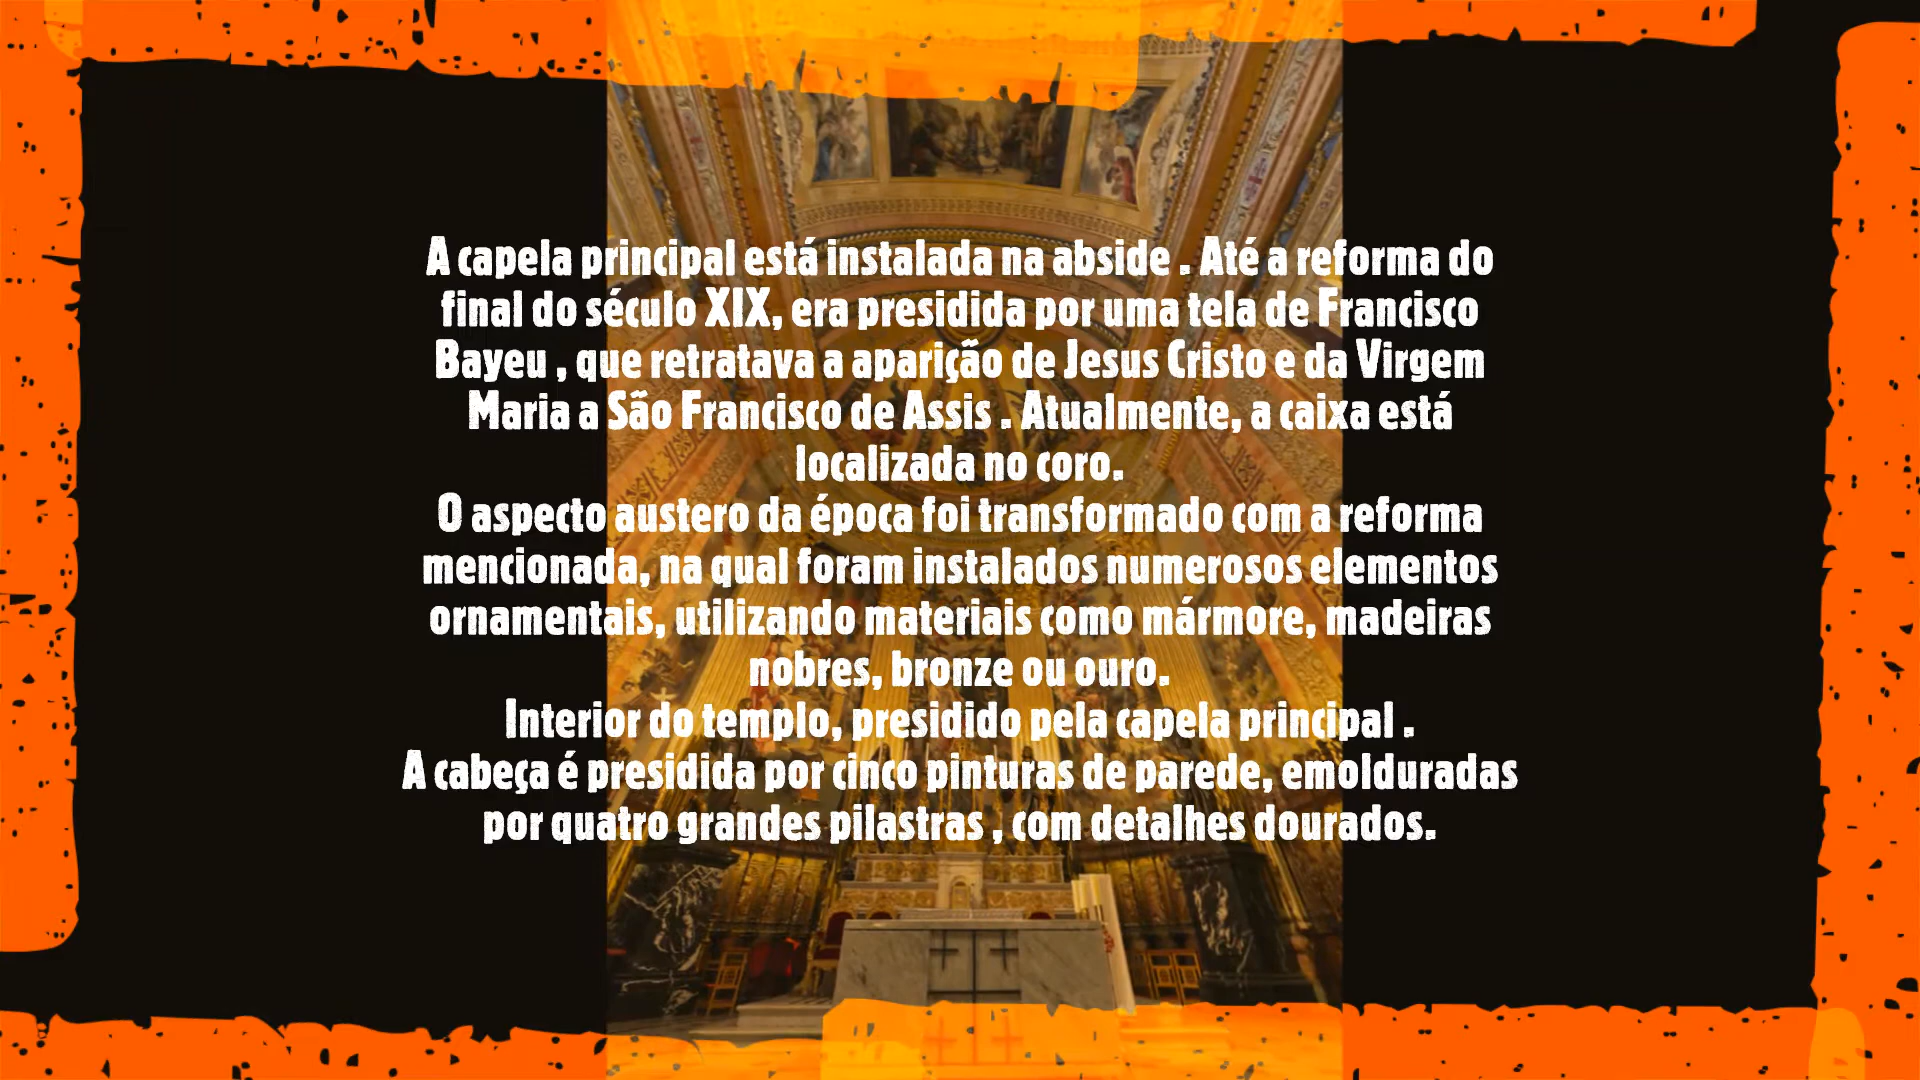 A capela principal está instalada na abside . Até a reforma do
final do século XIX, era presidida por uma tela de Francisco
Bayeu , que retratava a aparição de Jesus Cristo e da Virgem
Maria a São Francisco de Assis . Atualmente, a caixa está
localizada no coro.
O aspecto austero da época foi transformado com a reforma
mencionada, na qual foram instalados numerosos elementos
ornamentais, utilizando materiais como mármore, madeiras
nobres, bronze ou ouro.
Interior do templo, presidido pela capela principal .
A cabeça é presidida por cinco pinturas de parede, emolduradas
por quatro grandes pilastras , com detalhes dourados.